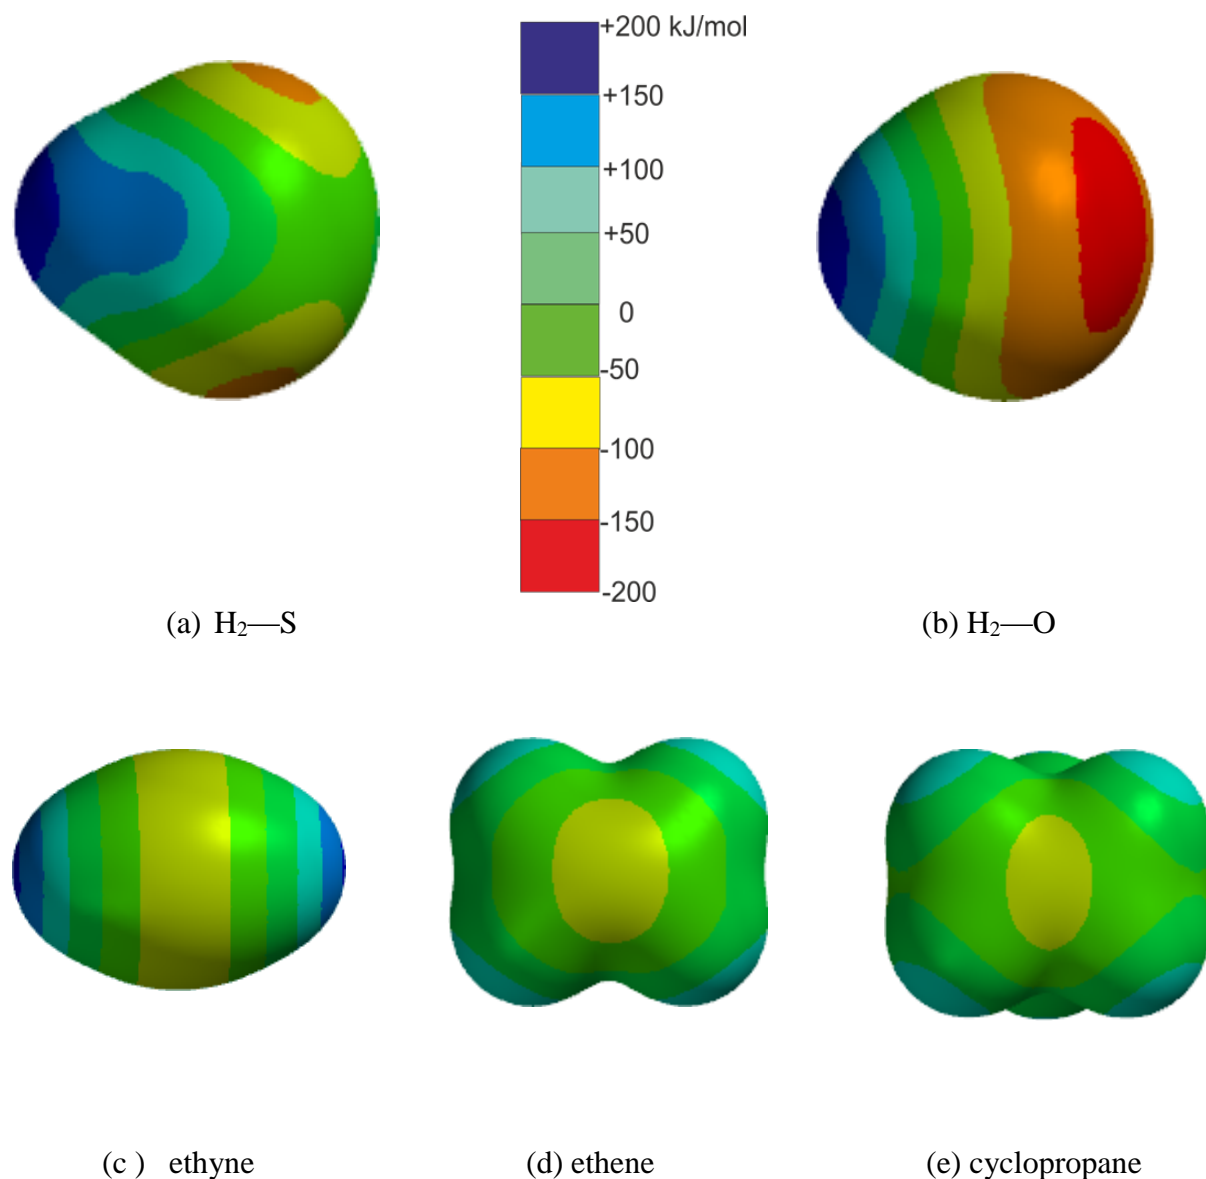 +200 kJ/mol
+150
+100
+50
0
-50
-100
-150
-200
(a) H₂—S
(b) H₂—O
(c ) ethyne
(d) ethene
(e) cyclopropane